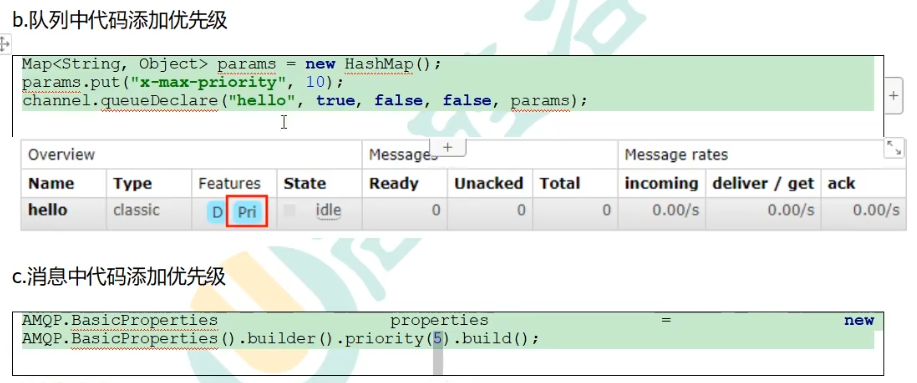 b.队列中代码添加优先级
Map<String, Object> params = new HashMap();
params.put("x-max-priority", 10);
channel.queueDeclare("hello", true, false, false, params);
Overview Messages Message rates
Name Type Features State Ready Unacked Total incoming deliver / get ack
hello classic D Pri idle 0 0 0 0.00/s 0.00/s 0.00/s
c.消息中代码添加优先级
AMQP.BasicProperties properties = new
AMQP.BasicProperties().builder().priority(5).build();